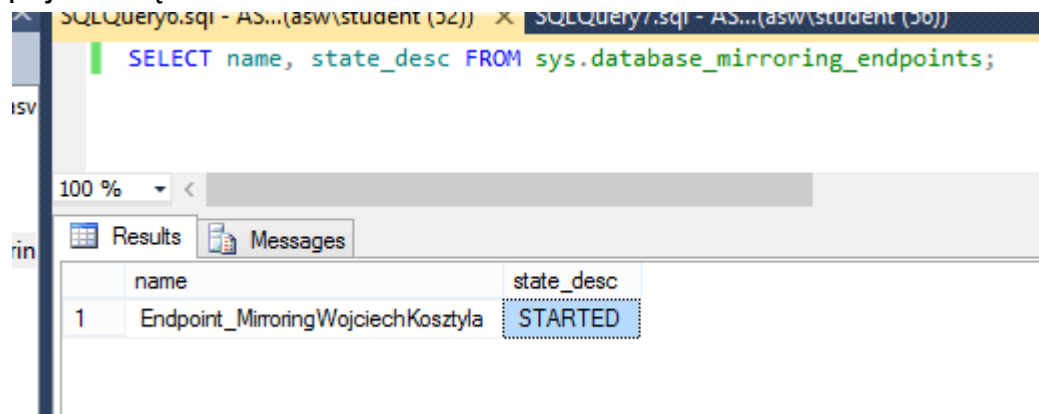 SQLQuery6.sql - AS...(asw\student (52)) × SQLQuery7.sql - AS...(asw\student (56))
SELECT name, state_desc FROM sys.database_mirroring_endpoints;
100 %
Results Messages
name state_desc
1 Endpoint_MirroringWojciechKosztyla STARTED